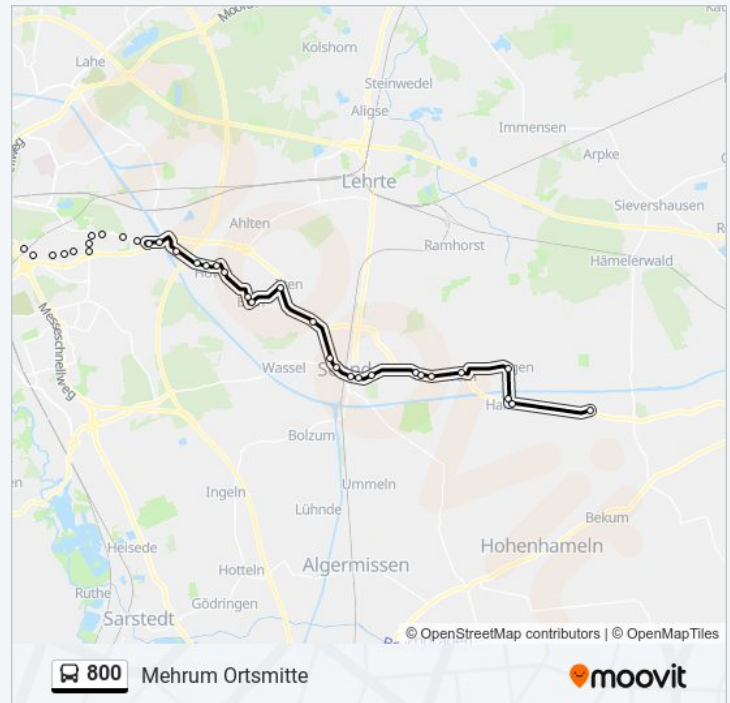 Kolshorn
Lahe
Steinwedel
Aligse
Immensen
Arpke
Lehrte
Sievershausen
Ahlten
Ramhorst
Hämelerwald
Messeschnellweg
Wassel
Bolzum
Ingeln
Ummeln
Lühnde
Bekum
Heisede
Hohenhameln
Algermissen
Hotteln
Ruthe
Gödringen
Sarstedt
© OpenStreetMap contributors | © OpenMapTiles
800 Mehrum Ortsmitte
moovit